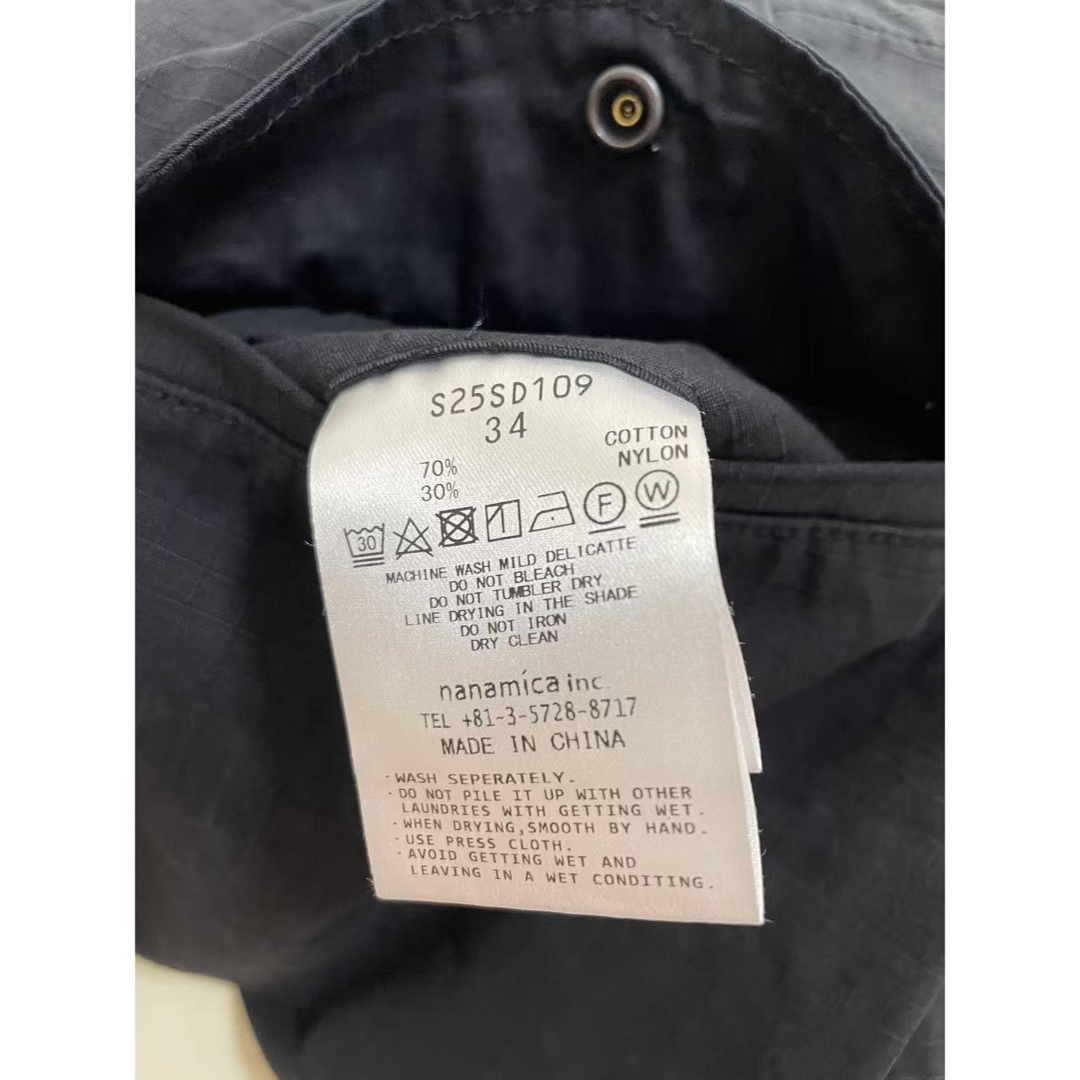 S25SD109
34
COTTON
70%
NYLON
30%
30 F W
MACHINE WASH MILD DELICATTE
DO NOT BLEACH
DO NOT TUMBLER DRY
LINE DRYING IN THE SHADE
DO NOT IRON
DRY CLEAN
nanamíca inc.
TEL +81-3-5728-8717
MADE IN CHINA
· WASH SEPERATELY.
· DO NOT PILE IT UP WITH OTHER
LAUNDRIES WITH GETTING WET.
· WHEN DRYING,SMOOTH BY HAND.
· USE PRESS CLOTH.
· AVOID GETTING WET AND
LEAVING IN A WET CONDITING.